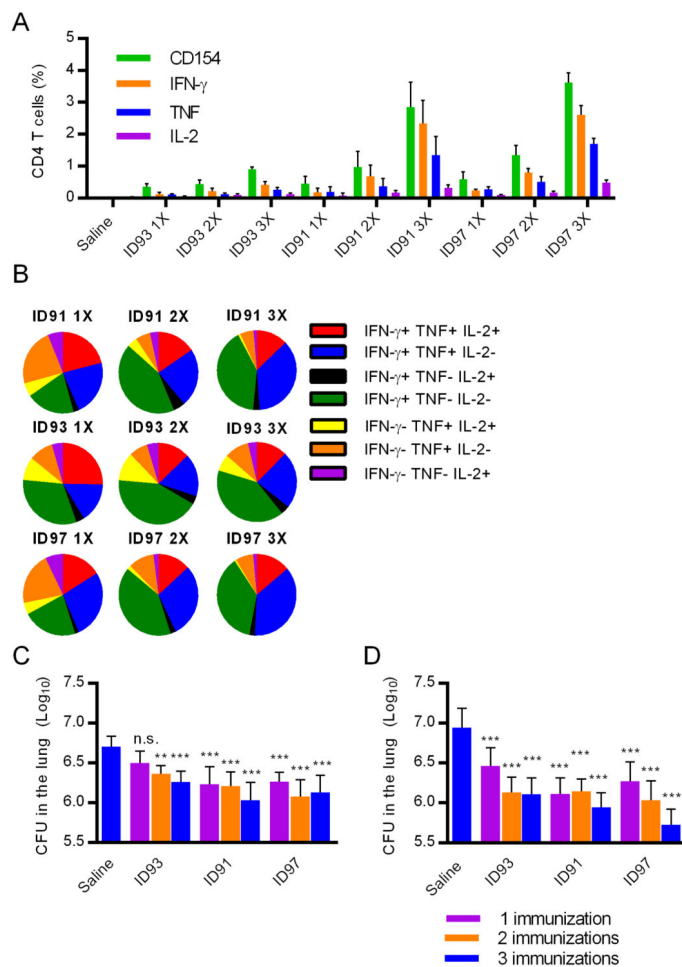 A
CD4 T cells (%)
5
4
3
2
1
0
CD154
IFN-γ
TNF
IL-2
Saline
ID93 1X
ID93 2X
ID93 3X
ID91 1X
ID91 2X
ID91 3X
ID97 1X
ID97 2X
ID97 3X
B
ID91 1X ID91 2X ID91 3X
ID93 1X ID93 2X ID93 3X
ID97 1X ID97 2X ID97 3X
IFN-γ+ TNF+ IL-2+
IFN-γ+ TNF+ IL-2-
IFN-γ+ TNF- IL-2+
IFN-γ+ TNF- IL-2-
IFN-γ- TNF+ IL-2+
IFN-γ- TNF+ IL-2-
IFN-γ- TNF- IL-2+
C
CFU in the lung (Log10)
7.5
7.0
6.5
6.0
5.5
n.s. ** *** *** *** *** *** *** ***
Saline
ID93
ID91
ID97
D
CFU in the lung (Log10)
7.5
7.0
6.5
6.0
5.5
*** *** *** *** *** *** *** *** ***
Saline
ID93
ID91
ID97
1 immunization
2 immunizations
3 immunizations